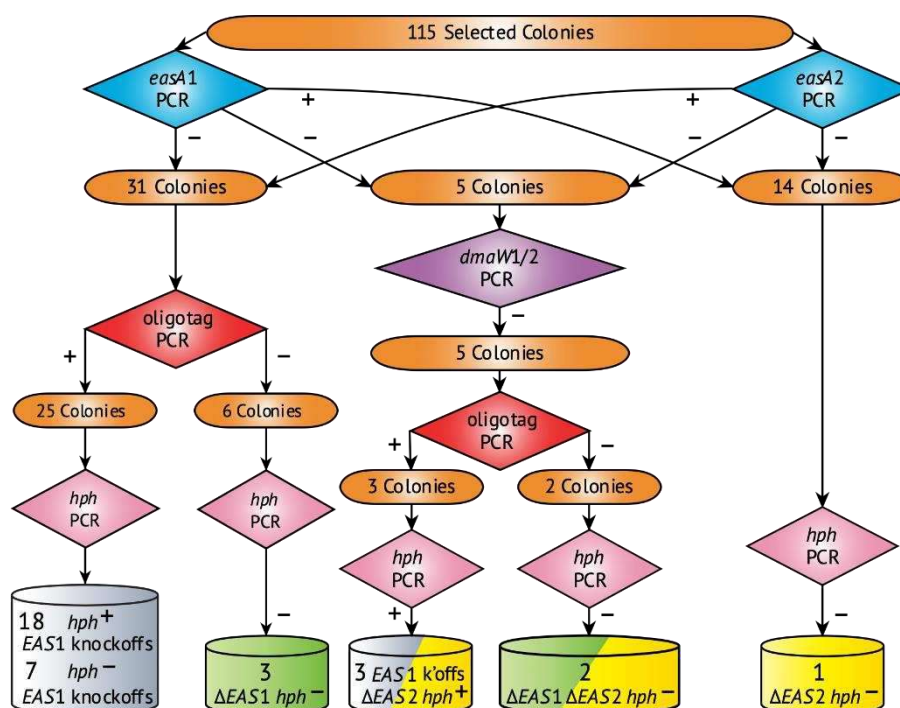 115 Selected Colonies
easA1
PCR
easA2
PCR
+
+
−
−
−
−
31 Colonies
5 Colonies
14 Colonies
dmaW1/2
PCR
−
oligotag
PCR
5 Colonies
+
−
25 Colonies
6 Colonies
oligotag
PCR
+
−
3 Colonies
2 Colonies
hph
PCR
hph
PCR
hph
PCR
hph
PCR
hph
PCR
−
+
−
−
18 hph+
EAS1 knockoffs
7 hph−
EAS1 knockoffs
3
ΔEAS1 hph−
3 EAS1 k'offs
ΔEAS2 hph+
2
ΔEAS1 ΔEAS2 hph−
1
ΔEAS2 hph−